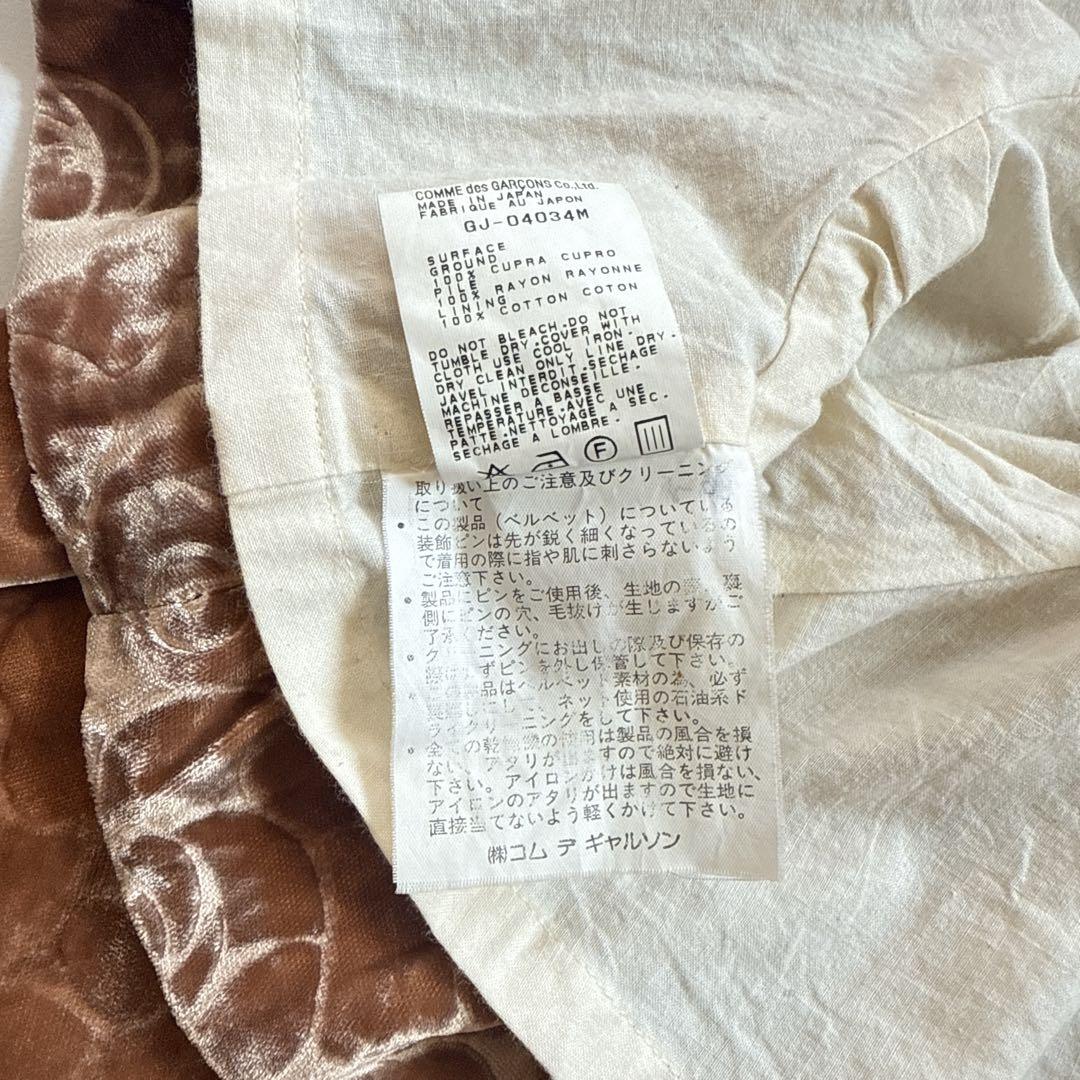 COMME des GARÇONS Co.,Ltd.
MADE IN JAPAN
FABRIQUE AU JAPON
GJ-04034M
SURFACE
GROUND
100% CUPRA CUPRO
PILE
100% RAYON RAYONNE
LINING
100% COTTON COTON
DO NOT BLEACH.DO NOT
TUMBLE DRY.COVER WITH
CLOTH USE COOL IRON.
DRY CLEAN ONLY LINE DRY.
JAVEL INTERDIT.SECHAGE
MACHINE DECONSEILLE.
REPASSER A BASSE
TEMPERATURE.AVEC UNE
PATTE.NETTOYAGE A SEC.
SECHAGE A LOMBRE.
F
取り扱い上のご注意及びクリーニング
について
• この製品（ベルベット）についている
装飾ピンは先が鋭く細くなっているの
で着用の際に指や肌に刺さらないよう
ご注意下さい。
• 製品にピンをご使用後、生地の
側にピンの穴、毛抜けが生じますがご
了承ください。
• クリーニングにお出しの際及び保存の
際は必ずピンを外し保管して下さい。
製品はベルベット素材の為、必ず
ネット使用の石油系ド
ライクリーニングをして下さい。
• 全ての乾燥機の使用は製品の風合を損
ない、アタリが出ますので絶対に避け
下さい。アイロンがけは風合を損ない、
アイロンのアタリが出ますので生地に
直接当てないよう軽くかけて下さい。
㈱コム デ ギャルソン